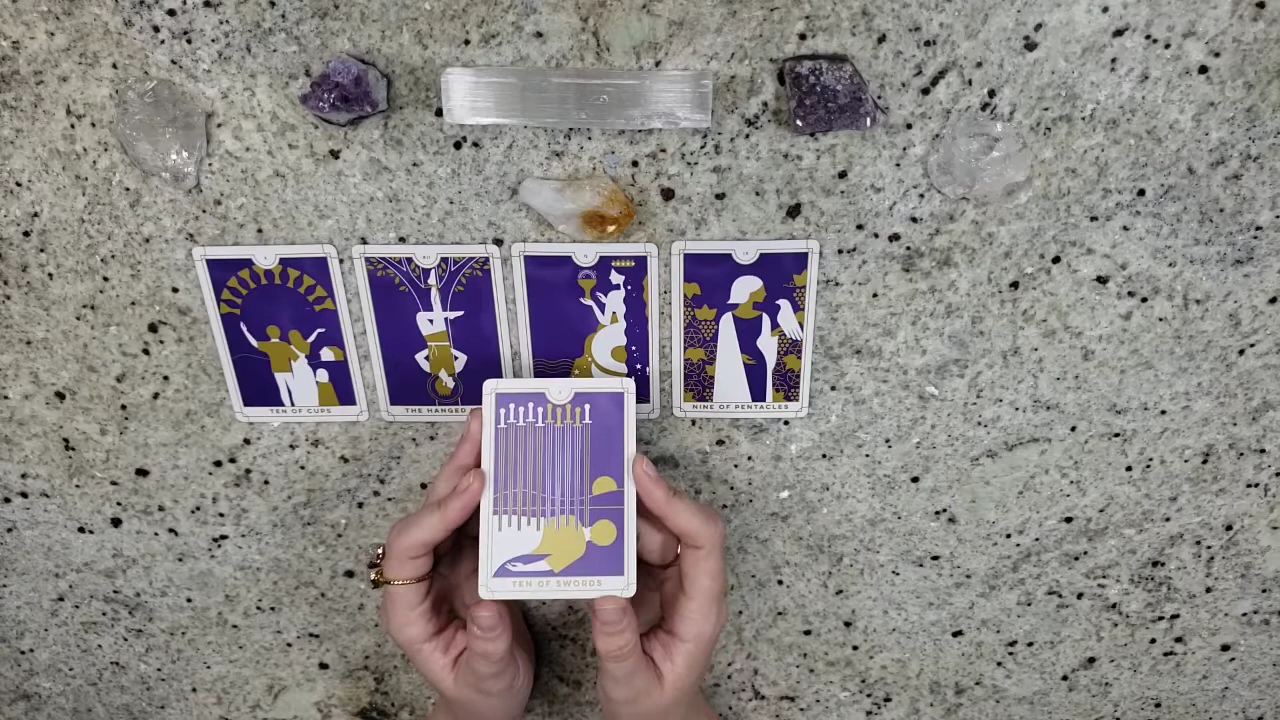 TEN OF CUPS
THE HANGED
NINE OF PENTACLES
TEN OF SWORDS